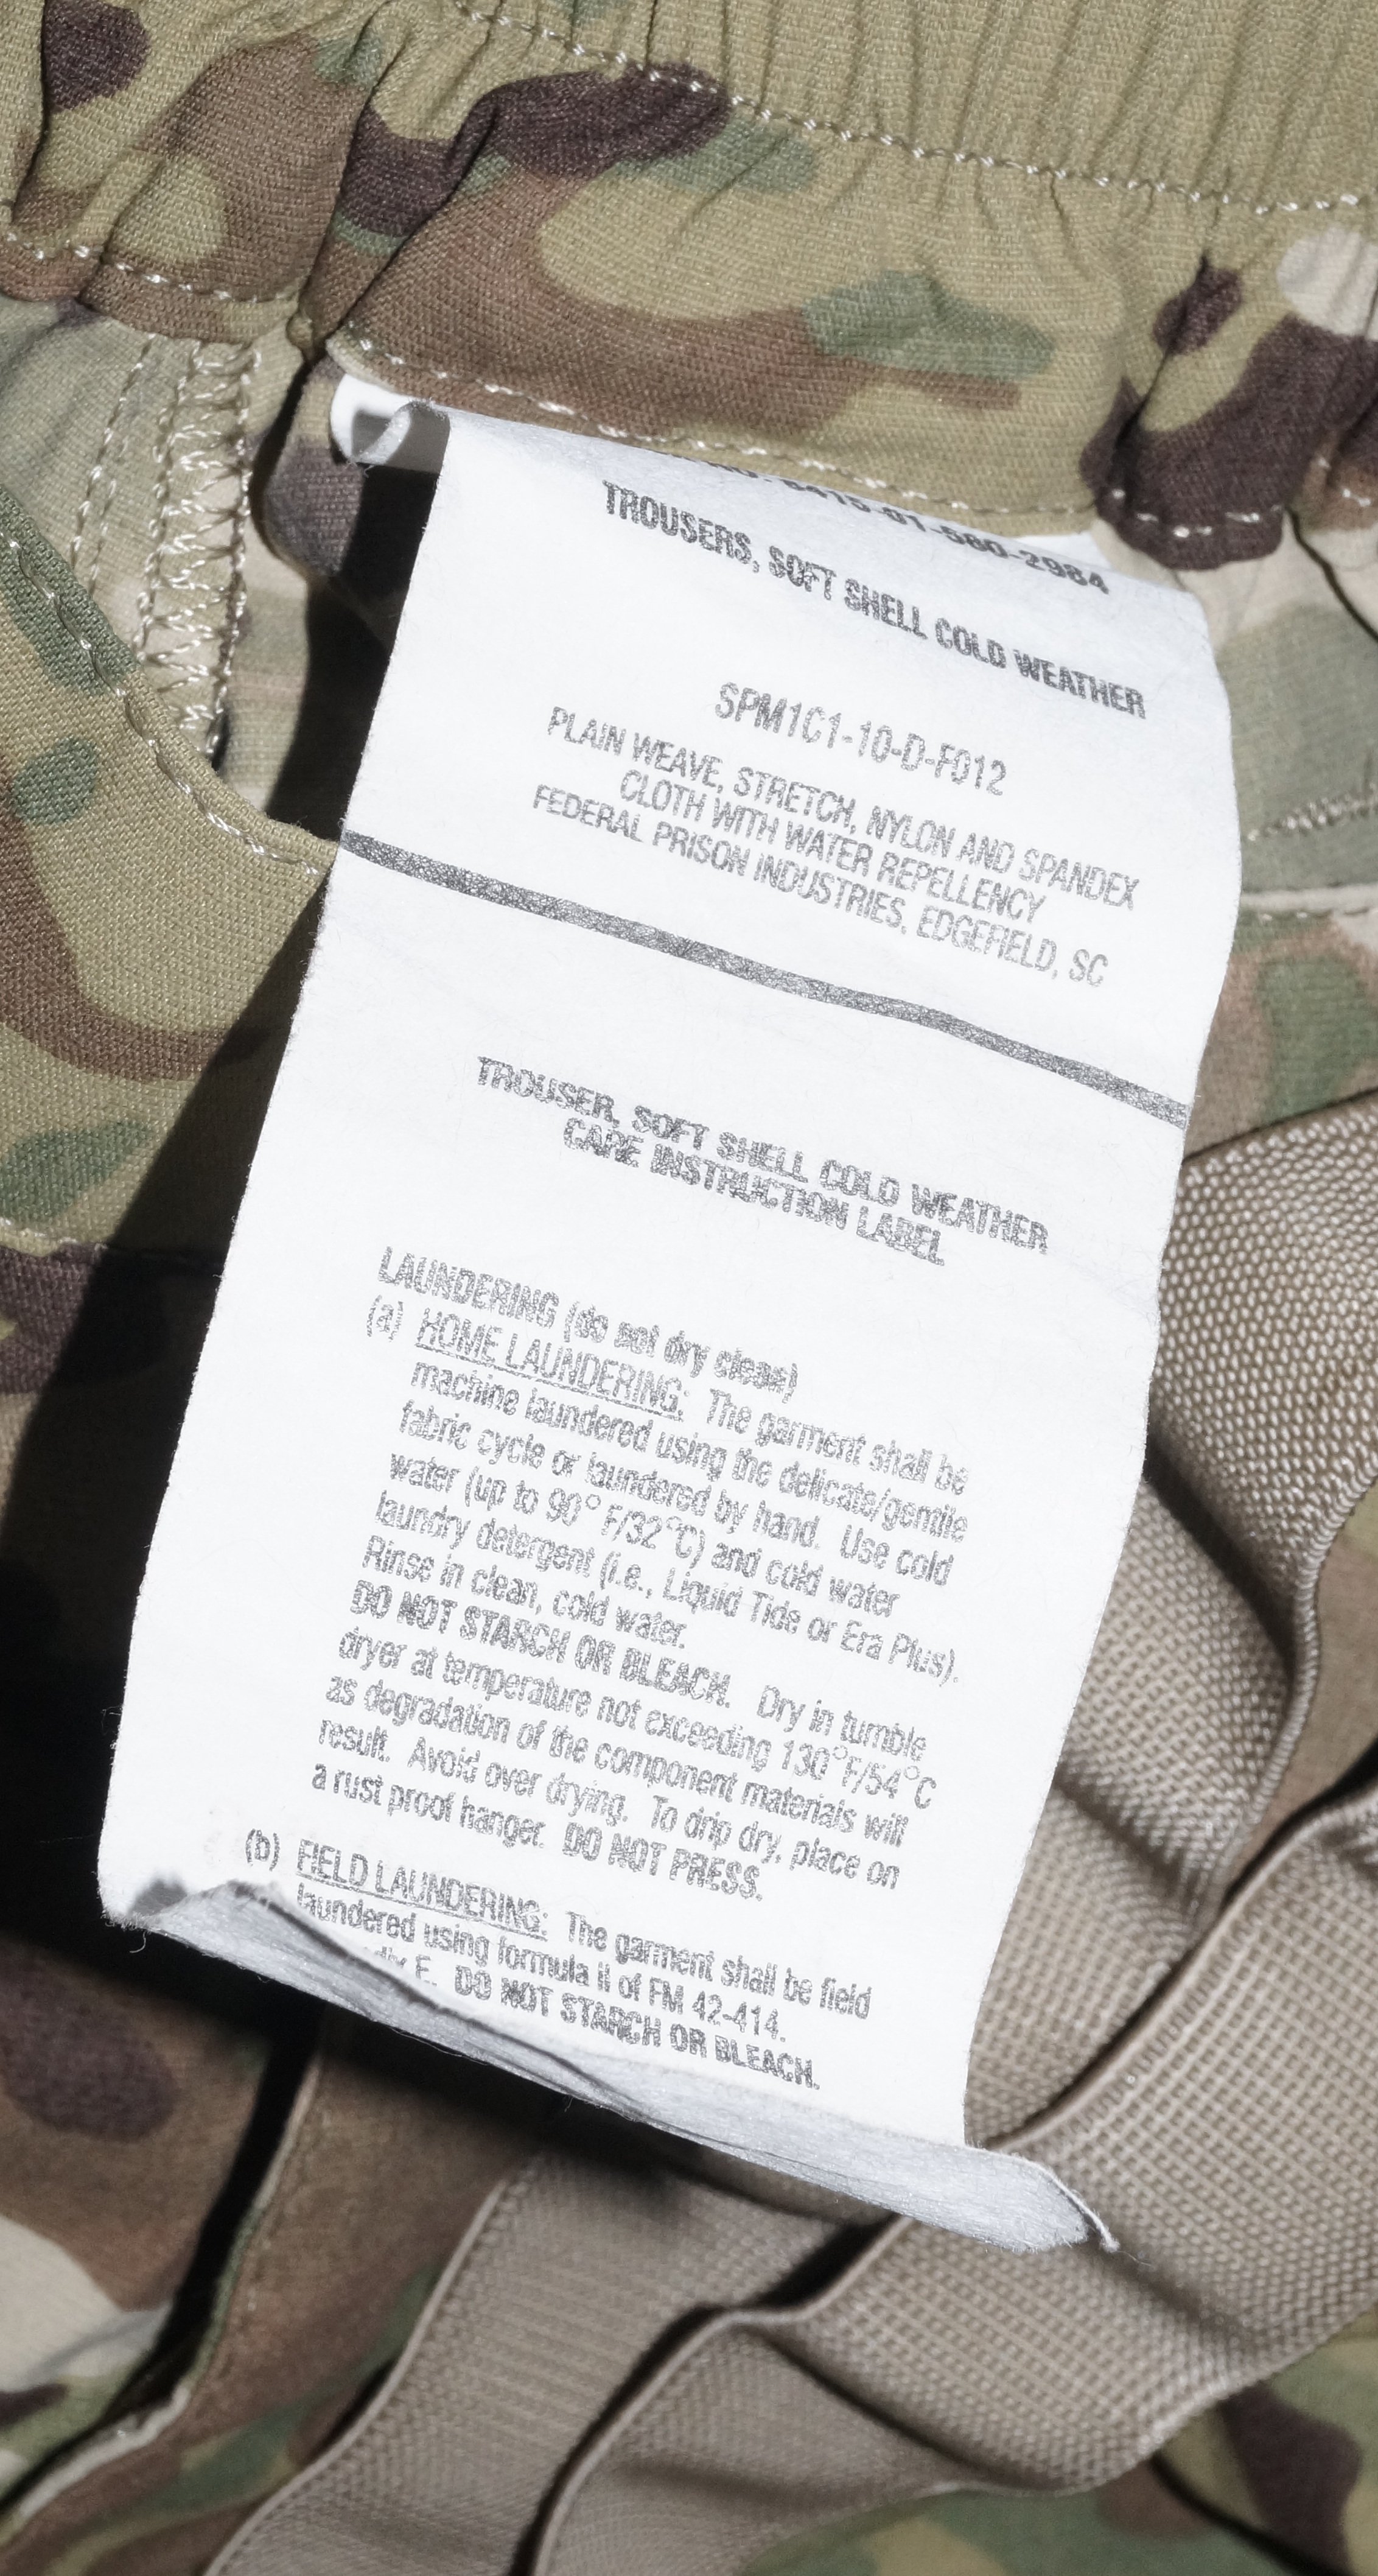 8415-01-580-2984
TROUSERS, SOFT SHELL COLD WEATHER
SPM1C1-10-D-F012
PLAIN WEAVE, STRETCH, NYLON AND SPANDEX
CLOTH WITH WATER REPELLENCY
FEDERAL PRISON INDUSTRIES, EDGEFIELD, SC
TROUSER, SOFT SHELL COLD WEATHER
CARE INSTRUCTION LABEL
LAUNDERING (do not dry clean)
(a) HOME LAUNDERING: The garment shall be
machine laundered using the delicate/gentle
fabric cycle or laundered by hand. Use cold
water (up to 90° F/32°C) and cold water
laundry detergent (i.e., Liquid Tide or Era Plus).
Rinse in clean, cold water.
DO NOT STARCH OR BLEACH. Dry in tumble
dryer at temperature not exceeding 130°F/54°C
as degradation of the component materials will
result. Avoid over drying. To drip dry, place on
a rust proof hanger. DO NOT PRESS.
(b) FIELD LAUNDERING: The garment shall be field
laundered using formula II of FM 42-414.
E. DO NOT STARCH OR BLEACH.